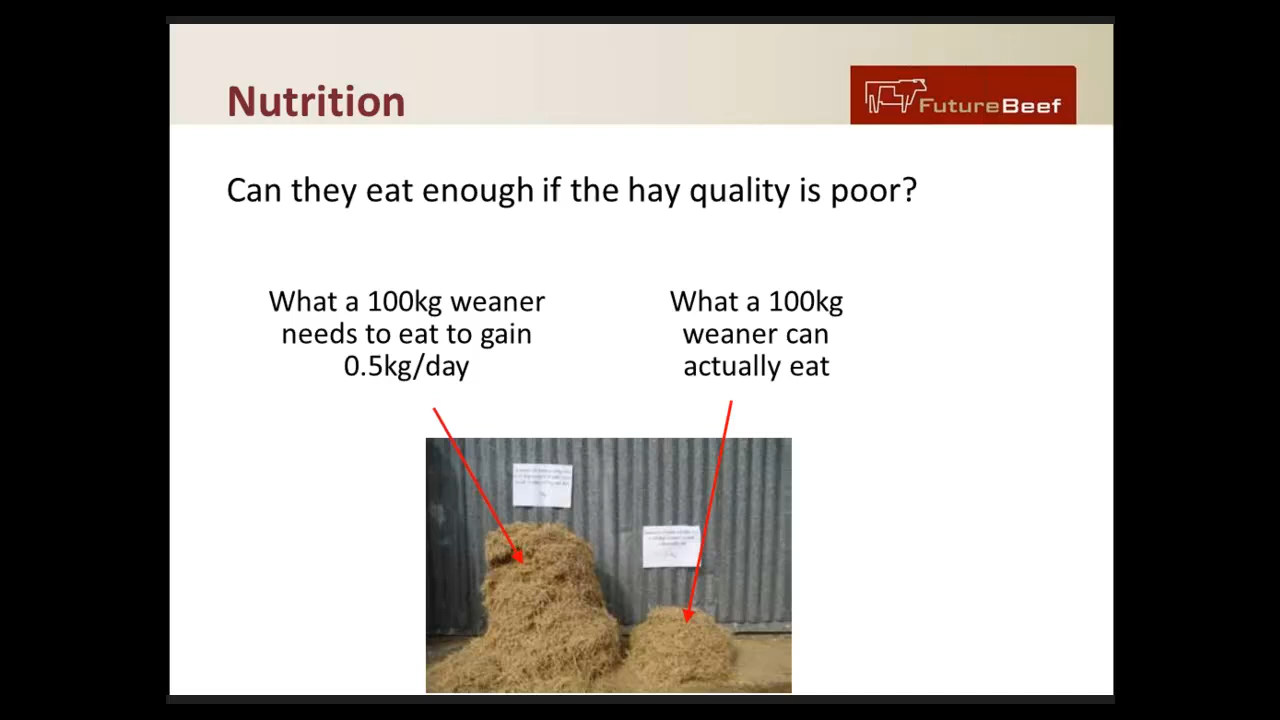 Nutrition
FutureBeef
Can they eat enough if the hay quality is poor?
What a 100kg weaner
needs to eat to gain
0.5kg/day
What a 100kg
weaner can
actually eat